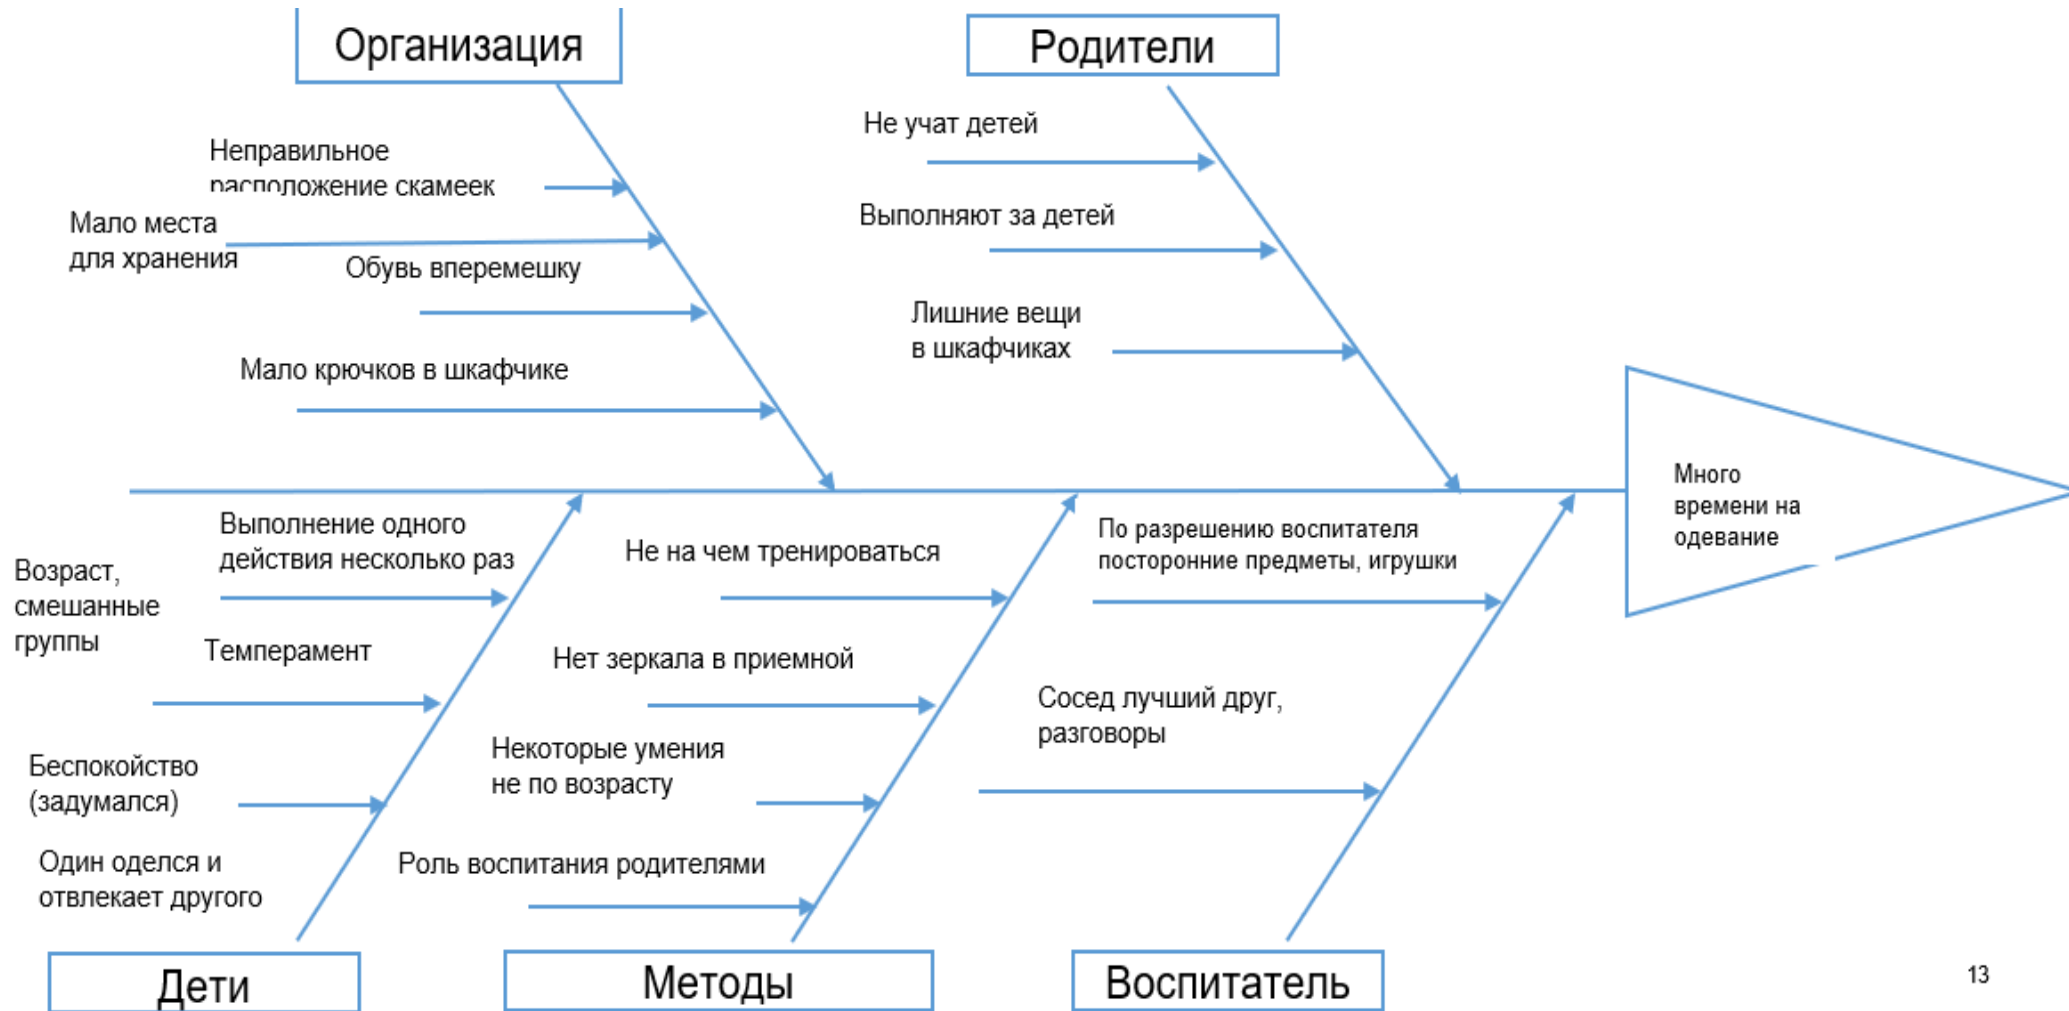 Организация
Родители
Неправильное
расположение скамеек
Мало места
для хранения
Обувь вперемешку
Мало крючков в шкафчике
Не учат детей
Выполняют за детей
Лишние вещи
в шкафчиках
Много
времени на
одевание
Выполнение одного
действия несколько раз
Возраст,
смешанные
группы
Темперамент
Беспокойство
(задумался)
Один оделся и
отвлекает другого
Не на чем тренироваться
Нет зеркала в приемной
Некоторые умения
не по возрасту
Роль воспитания родителями
По разрешению воспитателя
посторонние предметы, игрушки
Сосед лучший друг,
разговоры
Дети
Методы
Воспитатель
13